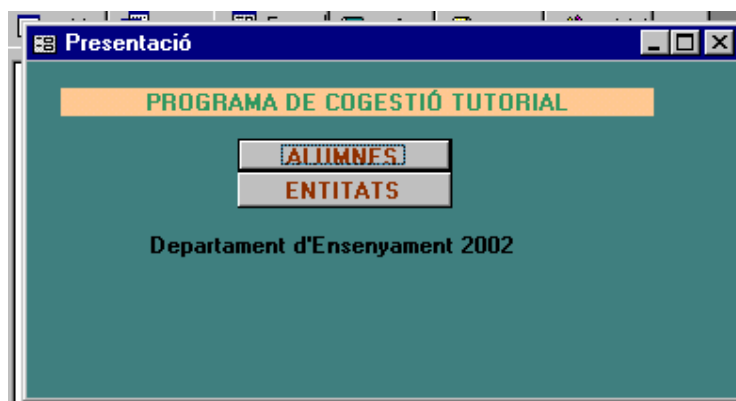 Presentació
PROGRAMA DE COGESTIÓ TUTORIAL
ALUMNES
ENTITATS
Departament d'Ensenyament 2002